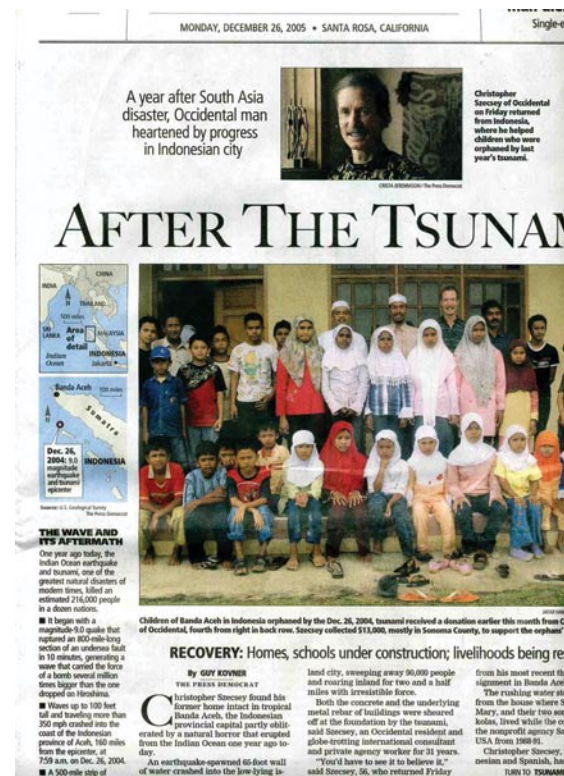 Single-e
MONDAY, DECEMBER 26, 2005 • SANTA ROSA, CALIFORNIA
A year after South Asia
disaster, Occidental man
heartened by progress
in Indonesian city
Christopher
Szecsey of Occidental
on Friday returned
from Indonesia,
where he helped
children who were
orphaned by last
year's tsunami.
The Press Democrat
AFTER THE TSUNAM
CHINA
INDIA
N
THAILAND
500 miles
SRI
LANKA
Area
of
detail
MALAYSIA
INDONESIA
Indian
Ocean
Jakarta
Banda Aceh
100 miles
Sumatra
N
Dec. 26,
2004: 9.0
magnitude
earthquake
and tsunami
epicenter
INDONESIA
Source: U.S. Geological Survey
The Press Democrat
THE WAVE AND
ITS AFTERMATH
One year ago today, the
Indian Ocean earthquake
and tsunami, one of the
greatest natural disasters of
modern times, killed an
estimated 216,000 people
in a dozen nations.
■ It began with a
magnitude-9.0 quake that
ruptured an 800-mile-long
section of an undersea fault
in 10 minutes, generating a
wave that carried the force
of a bomb several million
times bigger than the one
dropped on Hiroshima.
■ Waves up to 100 feet
tall and traveling more than
350 mph crashed into the
coast of the Indonesian
province of Aceh, 160 miles
from the epicenter, at
7:59 a.m. on Dec. 26, 2004.
■ A 500-mile strip of
Children of Banda Aceh in Indonesia orphaned by the Dec. 26, 2004, tsunami received a donation earlier this month from C
of Occidental, fourth from right in back row. Szecsey collected $13,000, mostly in Sonoma County, to support the orphans'
RECOVERY: Homes, schools under construction; livelihoods being re
By GUY KOVNER
THE PRESS DEMOCRAT
Christopher Szecsey found his
former home intact in tropical
Banda Aceh, the Indonesian
provincial capital partly oblit-
erated by a natural horror that erupted
from the Indian Ocean one year ago to-
day.
An earthquake-spawned 65-foot wall
of water crashed into the low-lying is-
land city, sweeping away 90,000 people
and roaring inland for two and a half
miles with irresistible force.
Both the concrete and the underlying
metal rebar of buildings were sheared
off at the foundation by the tsunami,
said Szecsey, an Occidental resident and
globe-trotting international consultant
and private agency worker for 31 years.
"You'd have to see it to believe it,"
said Szecsey, 58, who returned Friday
from his most recent th
signment in Banda Ace
The rushing water sto
from the house where S
Mary, and their two son
kolas, lived while the co
the nonprofit agency Sa
USA from 1988-91.
Christopher Szecsey,
nesian and Spanish, ha
TURN TO TSUNAM